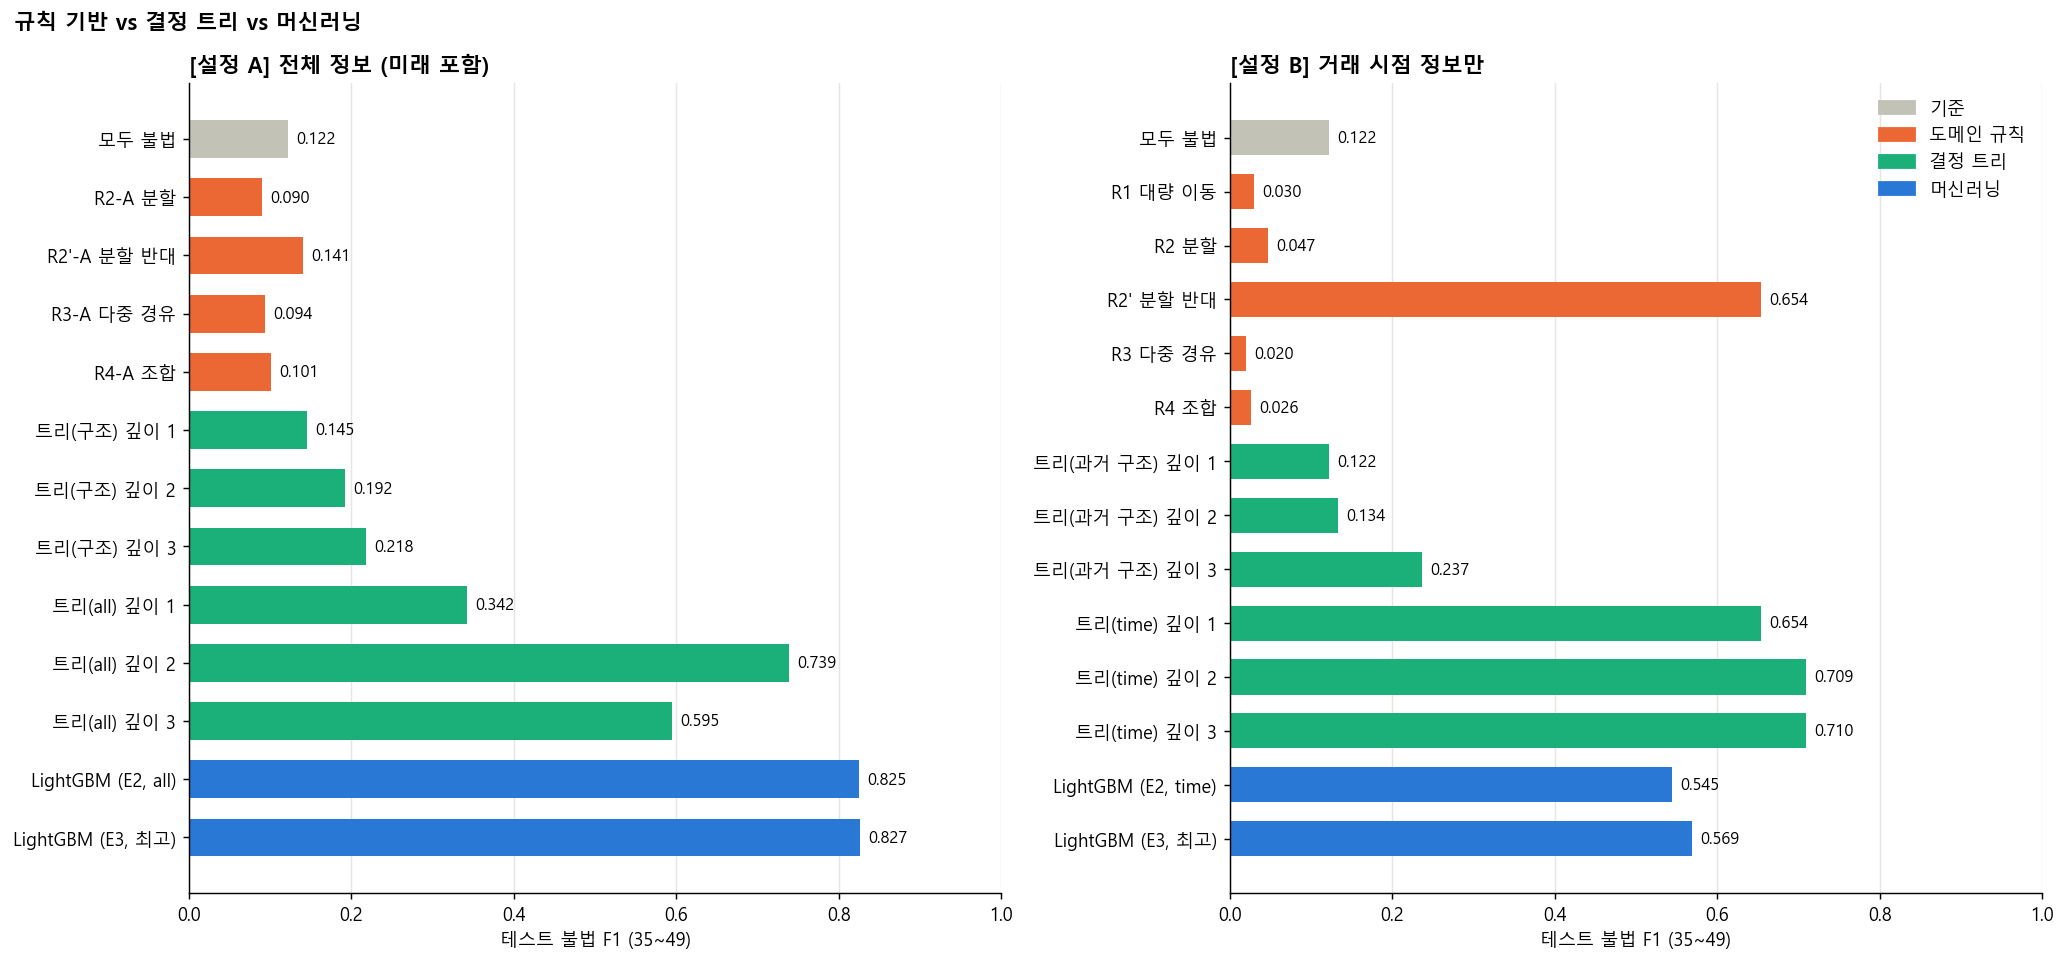 규칙 기반 vs 결정 트리 vs 머신러닝
[설정 A] 전체 정보 (미래 포함)
모두 불법 0.122
R2-A 분할 0.090
R2'-A 분할 반대 0.141
R3-A 다중 경유 0.094
R4-A 조합 0.101
트리(구조) 깊이 1 0.145
트리(구조) 깊이 2 0.192
트리(구조) 깊이 3 0.218
트리(all) 깊이 1 0.342
트리(all) 깊이 2 0.739
트리(all) 깊이 3 0.595
LightGBM (E2, all) 0.825
LightGBM (E3, 최고) 0.827
0.0 0.2 0.4 0.6 0.8 1.0
테스트 불법 F1 (35~49)
[설정 B] 거래 시점 정보만
기준
도메인 규칙
결정 트리
머신러닝
모두 불법 0.122
R1 대량 이동 0.030
R2 분할 0.047
R2' 분할 반대 0.654
R3 다중 경유 0.020
R4 조합 0.026
트리(과거 구조) 깊이 1 0.122
트리(과거 구조) 깊이 2 0.134
트리(과거 구조) 깊이 3 0.237
트리(time) 깊이 1 0.654
트리(time) 깊이 2 0.709
트리(time) 깊이 3 0.710
LightGBM (E2, time) 0.545
LightGBM (E3, 최고) 0.569
0.0 0.2 0.4 0.6 0.8 1.0
테스트 불법 F1 (35~49)